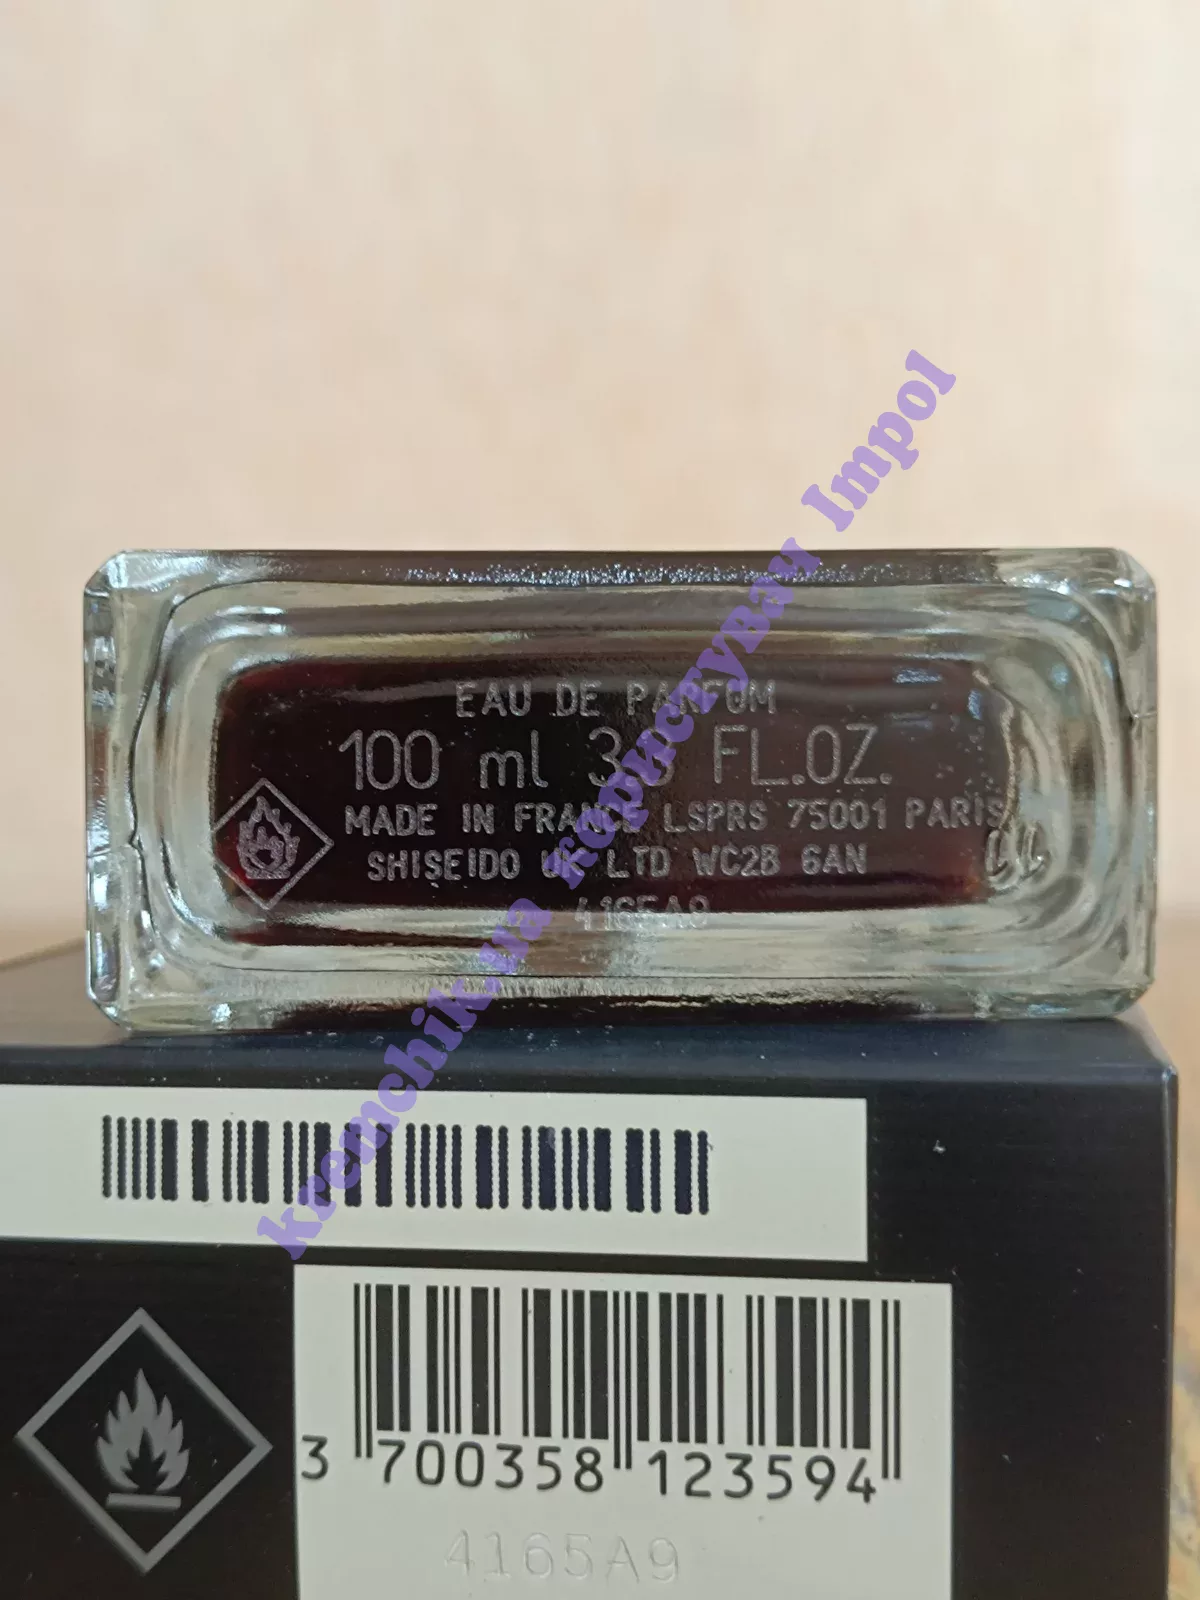 EAU DE PARFUM
100 ml 3.3 FL.OZ.
MADE IN FRANCE LSPRS 75001 PARIS
SHISEIDO UK LTD WC2B 6AN
4165A9
kremchik.ua користувач Impol
3 700358 123594
4165A9